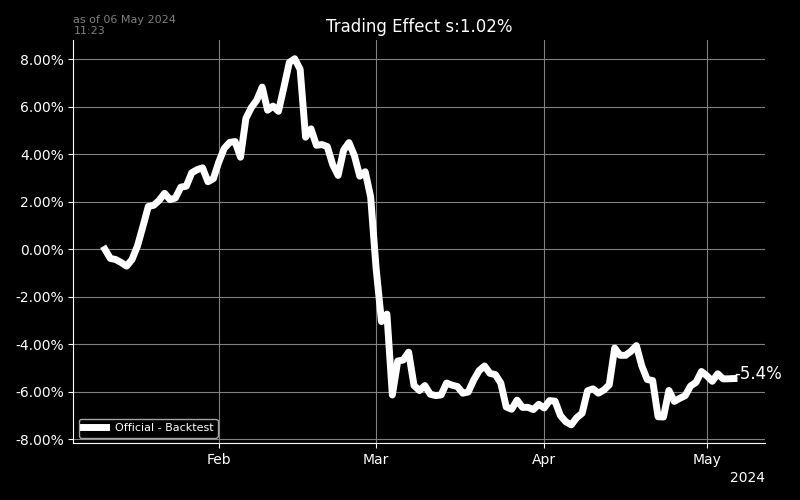 as of 06 May 2024
11:23
Trading Effect s:1.02%
8.00%
6.00%
4.00%
2.00%
0.00%
-2.00%
-4.00%
-6.00%
-8.00%
-5.4%
Official - Backtest
Feb
Mar
Apr
May
2024